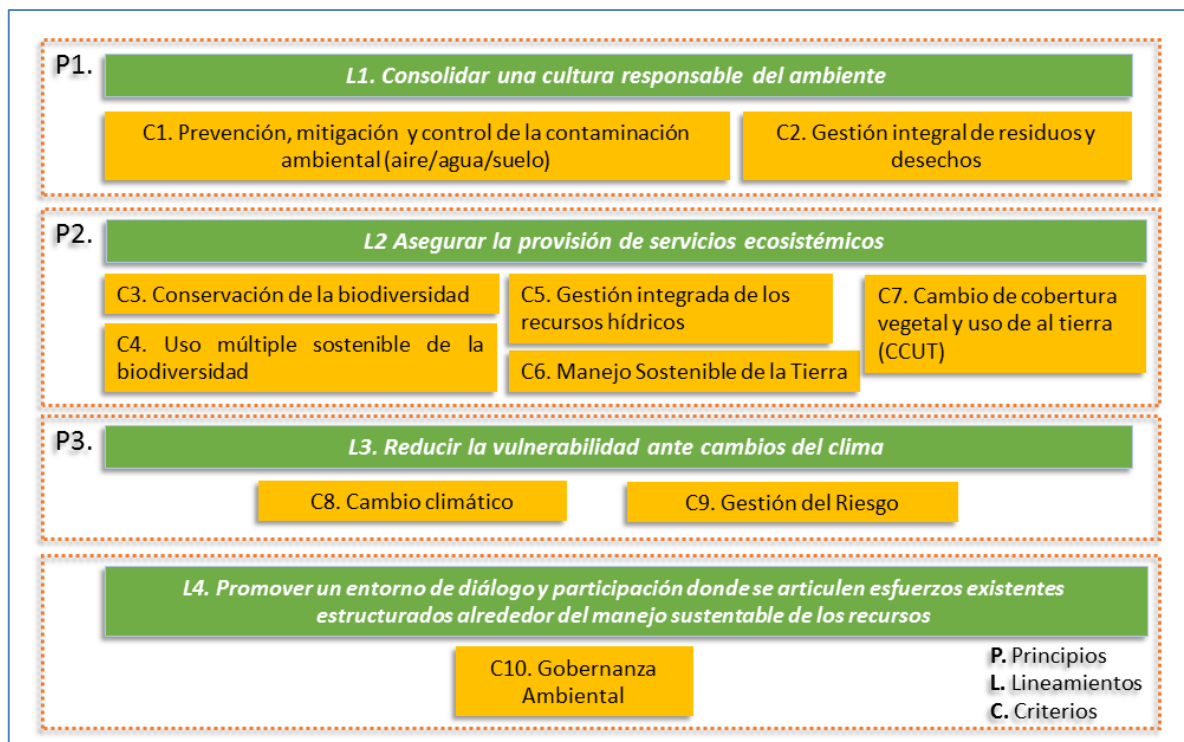 P1.
L1. Consolidar una cultura responsable del ambiente
C1. Prevención, mitigación y control de la contaminación
ambiental (aire/agua/suelo)
C2. Gestión integral de residuos y
desechos
P2.
L2 Asegurar la provisión de servicios ecosistémicos
C3. Conservación de la biodiversidad
C4. Uso múltiple sostenible de la
biodiversidad
C5. Gestión integrada de los
recursos hídricos
C6. Manejo Sostenible de la Tierra
C7. Cambio de cobertura
vegetal y uso de al tierra
(CCUT)
P3.
L3. Reducir la vulnerabilidad ante cambios del clima
C8. Cambio climático
C9. Gestión del Riesgo
L4. Promover un entorno de diálogo y participación donde se articulen esfuerzos existentes
estructurados alrededor del manejo sustentable de los recursos
C10. Gobernanza
Ambiental
P. Principios
L. Lineamientos
C. Criterios